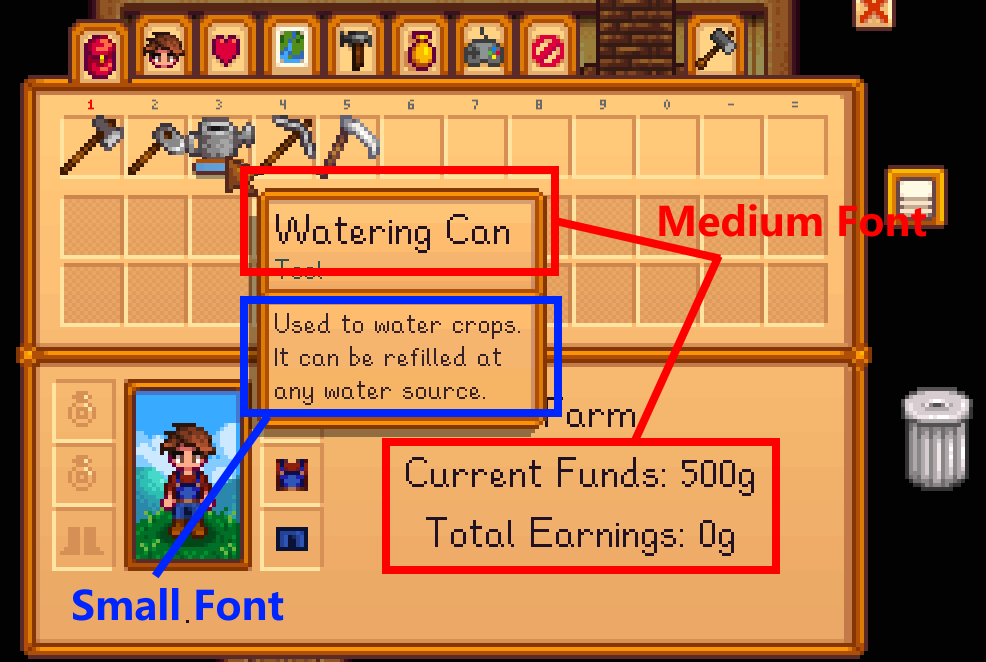 1 2 3 4 5 6 7 8 9 0 - =
Medium Font
Watering Can
Tool
Used to water crops.
It can be refilled at
any water source.
Farm
Current Funds: 500g
Total Earnings: 0g
Small Font